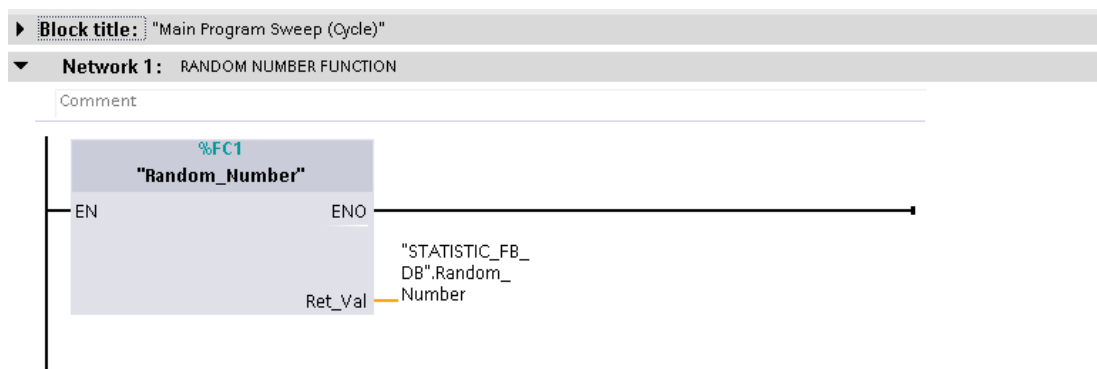 Block title: "Main Program Sweep (Cycle)"
Network 1: RANDOM NUMBER FUNCTION
Comment
%FC1
"Random_Number"
EN ENO
"STATISTIC_FB_
DB".Random_
Ret_Val Number